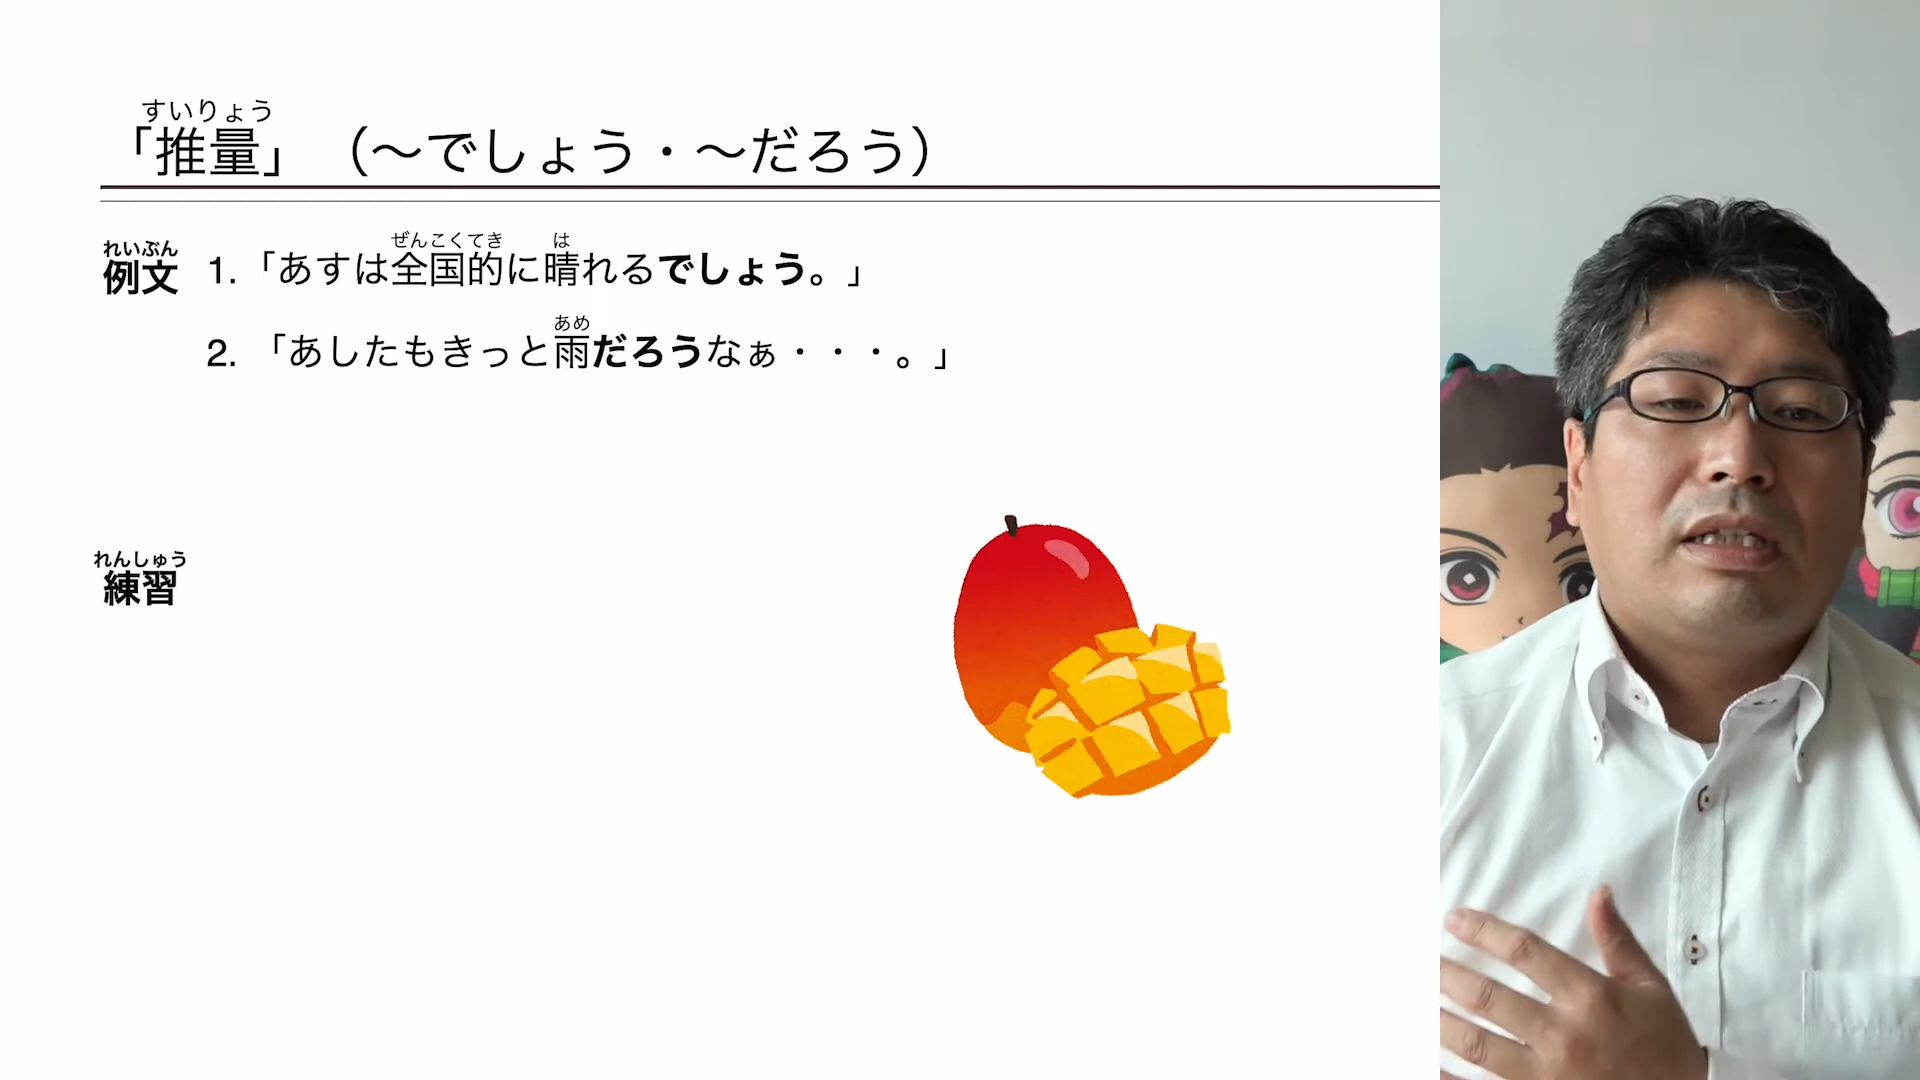 すいりょう
「推量」（〜でしょう・〜だろう）
れいぶん ぜんこくてき は
例文 1.「あすは全国的に晴れるでしょう。」
あめ
2. 「あしたもきっと雨だろうなぁ・・・。」
れんしゅう
練習